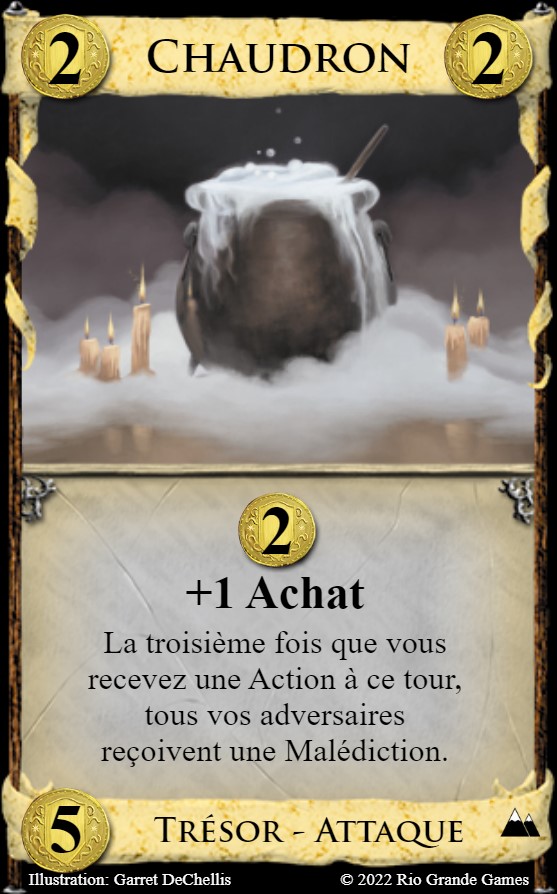 2 CHAUDRON 2
2
+1 Achat
La troisième fois que vous
recevez une Action à ce tour,
tous vos adversaires
reçoivent une Malédiction.
5 TRÉSOR - ATTAQUE
Illustration: Garret DeChellis © 2022 Rio Grande Games